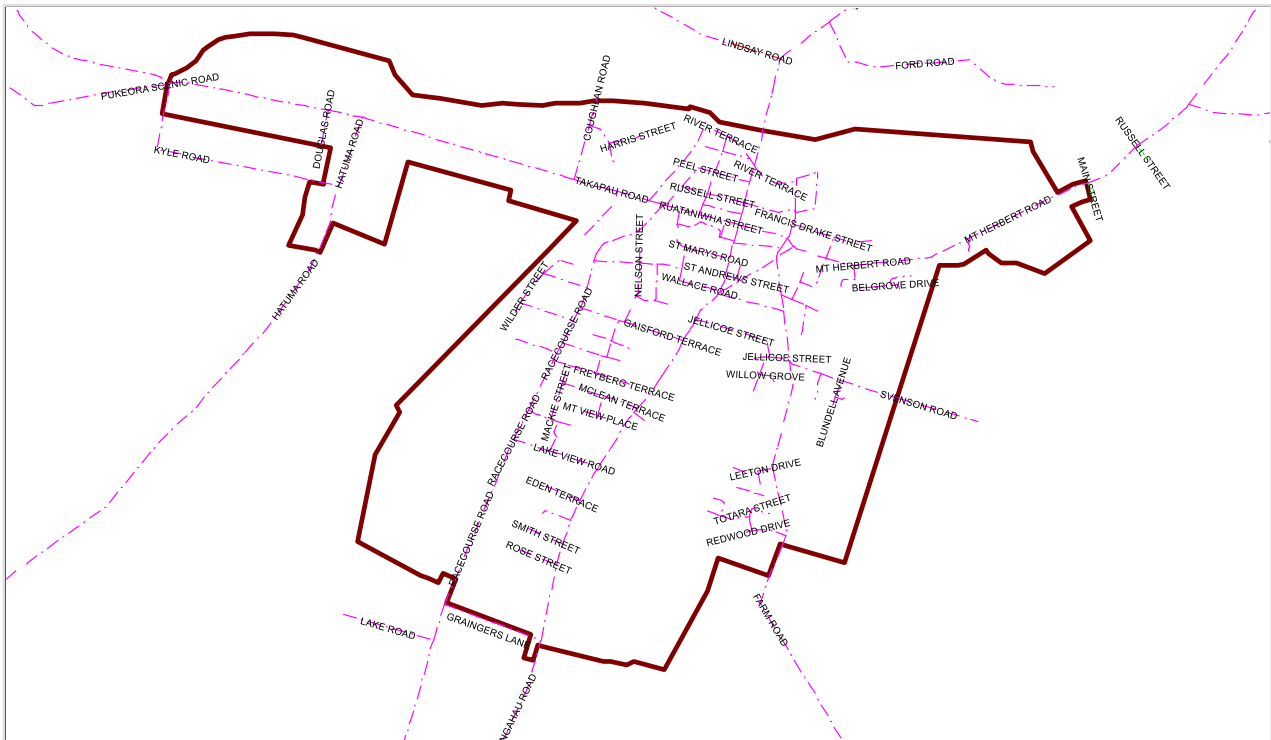 LINDSAY ROAD
FORD ROAD
PUKEORA SCENIC ROAD
COUGHLAN ROAD
DOUGLAS ROAD
HATUMA ROAD
HARRIS STREET
RIVER TERRACE
RUSSELL STREET
KYLE ROAD
PEEL STREET
RIVER TERRACE
MAIN STREET
TAKAPAU ROAD
RUSSELL STREET
RUATANIWHA STREET
FRANCIS DRAKE STREET
MT HERBERT ROAD
NELSON STREET
ST MARYS ROAD
MT HERBERT ROAD
ST ANDREWS STREET
WALLACE ROAD
BELGROVE DRIVE
HATUMA ROAD
WILDER STREET
RACECOURSE ROAD
GAISFORD TERRACE
JELLICOE STREET
JELLICOE STREET
WILLOW GROVE
FREYBERG TERRACE
MCLEAN TERRACE
MT VIEW PLACE
MACKIE STREET
BLUNDELL AVENUE
SVENSON ROAD
RACECOURSE ROAD
LAKE VIEW ROAD
LEETON DRIVE
EDEN TERRACE
TOTARA STREET
REDWOOD DRIVE
RACECOURSE ROAD
SMITH STREET
ROSE STREET
LAKE ROAD
GRAINGERS LANE
FARM ROAD
NGAHAU ROAD